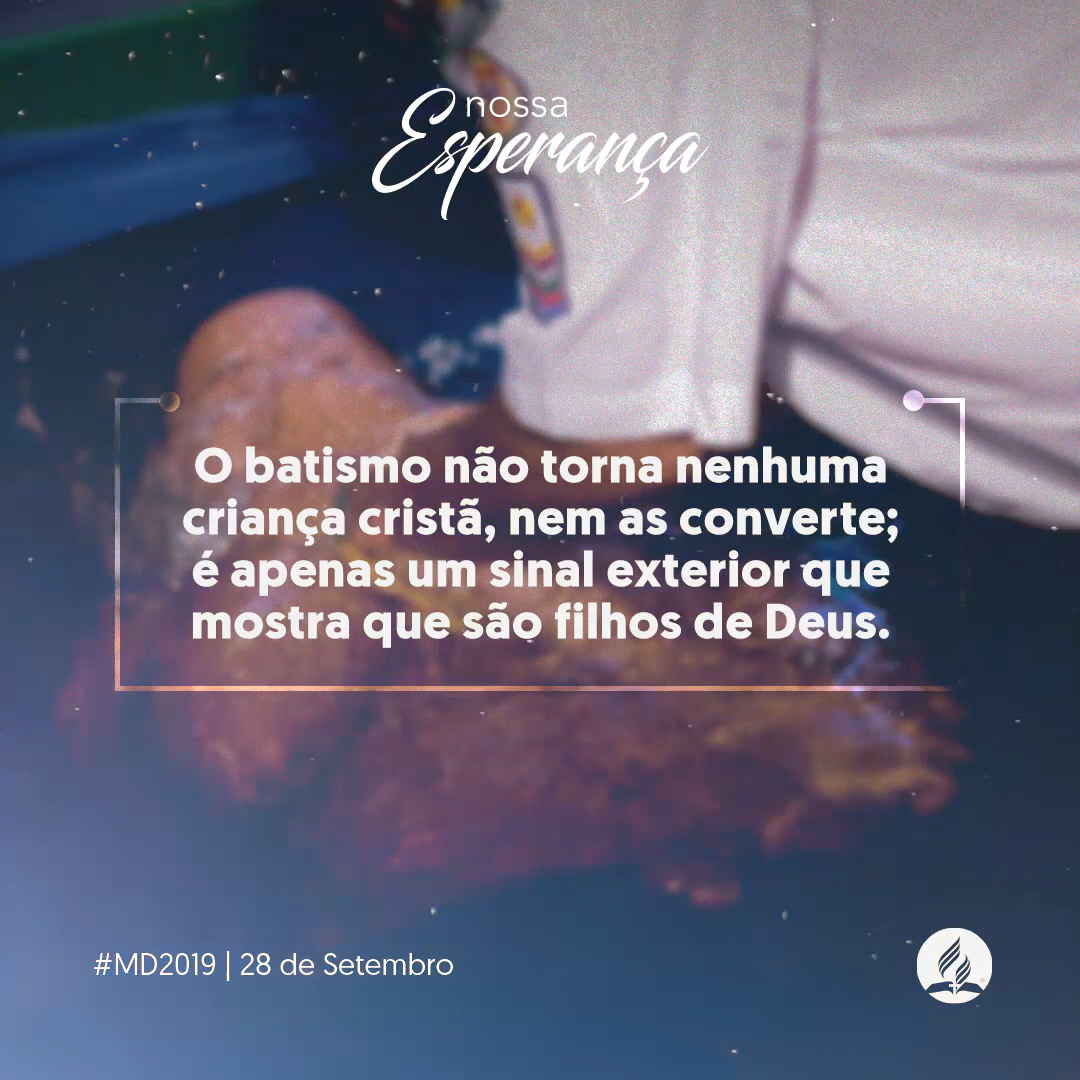 nossa
Esperança
O batismo não torna nenhuma
criança cristã, nem as converte;
é apenas um sinal exterior que
mostra que são filhos de Deus.
#MD2019 | 28 de Setembro